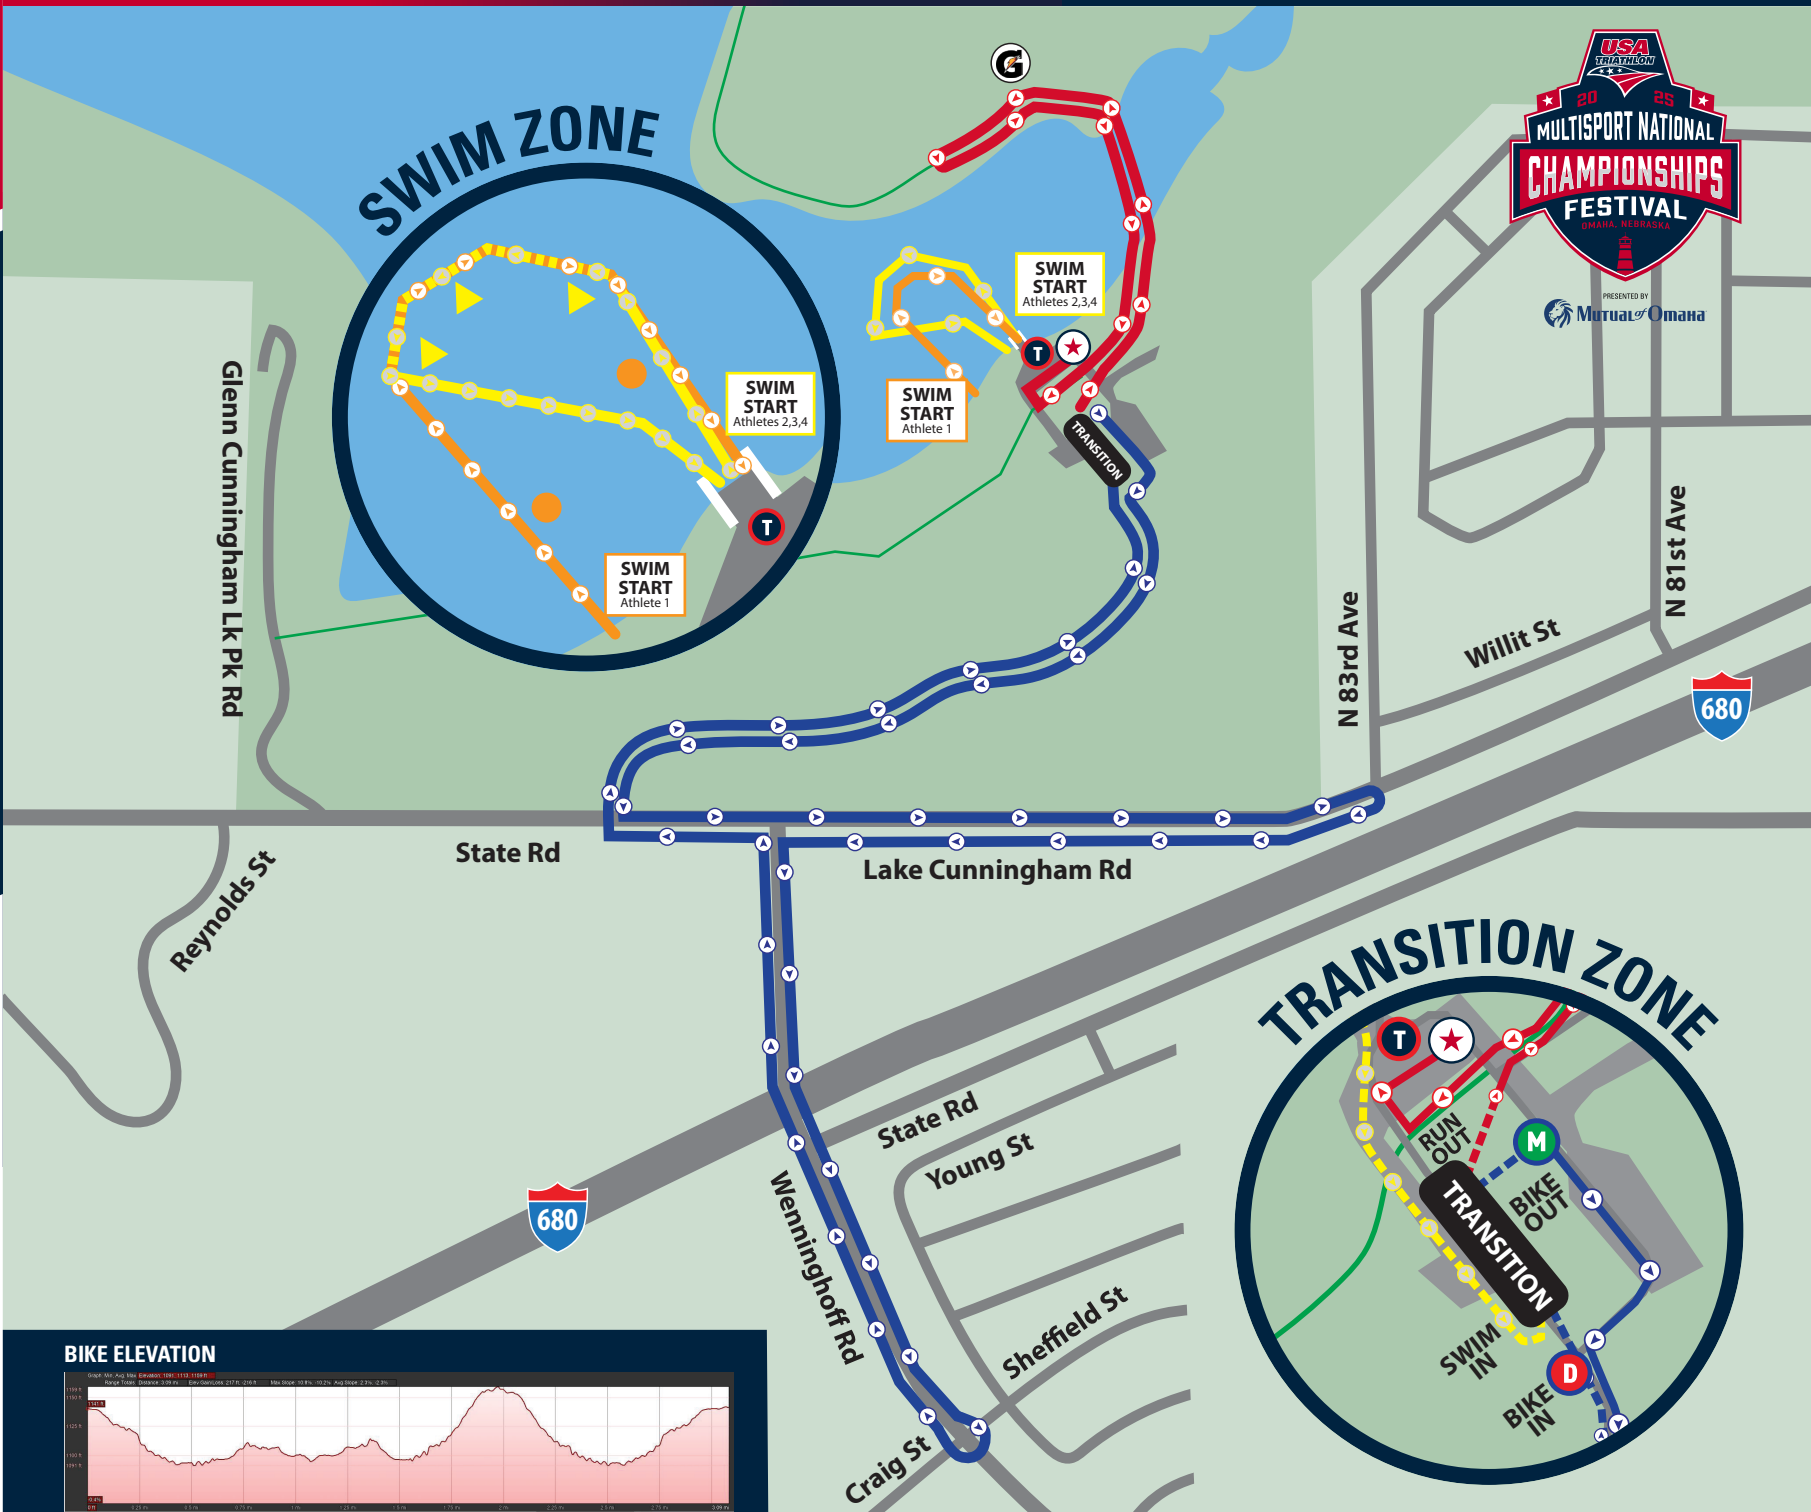 SWIM ZONE
G
SWIM
START
Athletes 2,3,4
T
SWIM
START
Athlete 1
TRANSITION
SWIM
START
Athletes 2,3,4
T
SWIM
START
Athlete 1
USA
TRIATHLON
20 25
MULTISPORT NATIONAL
CHAMPIONSHIPS
FESTIVAL
OMAHA, NEBRASKA
PRESENTED BY
Mutual of Omaha
Glenn Cunningham Lk Pk Rd
N 83rd Ave
N 81st Ave
Willit St
680
State Rd
Lake Cunningham Rd
Reynolds St
State Rd
Young St
Wenninghoff Rd
Sheffield St
Craig St
680
TRANSITION ZONE
T
RUN
OUT
M
BIKE
OUT
TRANSITION
SWIM
IN
D
BIKE
IN
BIKE ELEVATION